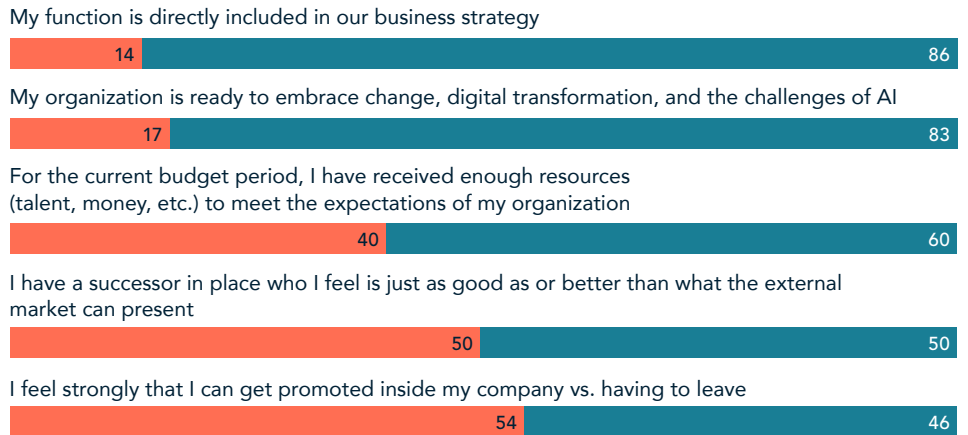 My function is directly included in our business strategy
14 86
My organization is ready to embrace change, digital transformation, and the challenges of AI
17 83
For the current budget period, I have received enough resources
(talent, money, etc.) to meet the expectations of my organization
40 60
I have a successor in place who I feel is just as good as or better than what the external
market can present
50 50
I feel strongly that I can get promoted inside my company vs. having to leave
54 46